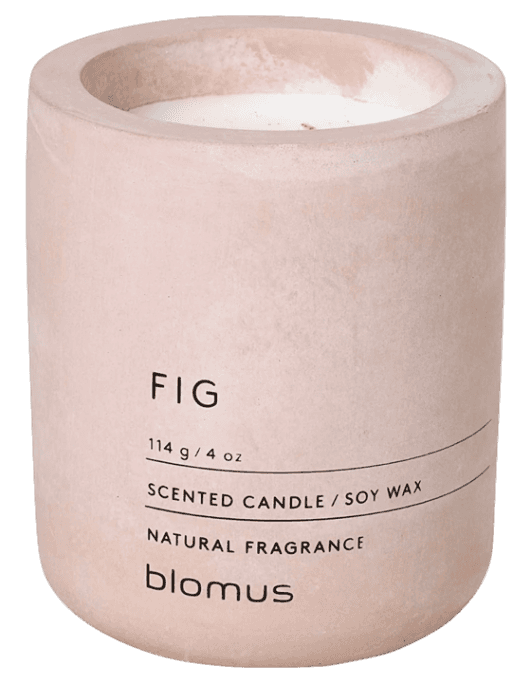 FIG
114 g / 4 oz
SCENTED CANDLE / SOY WAX
NATURAL FRAGRANCE
blomus